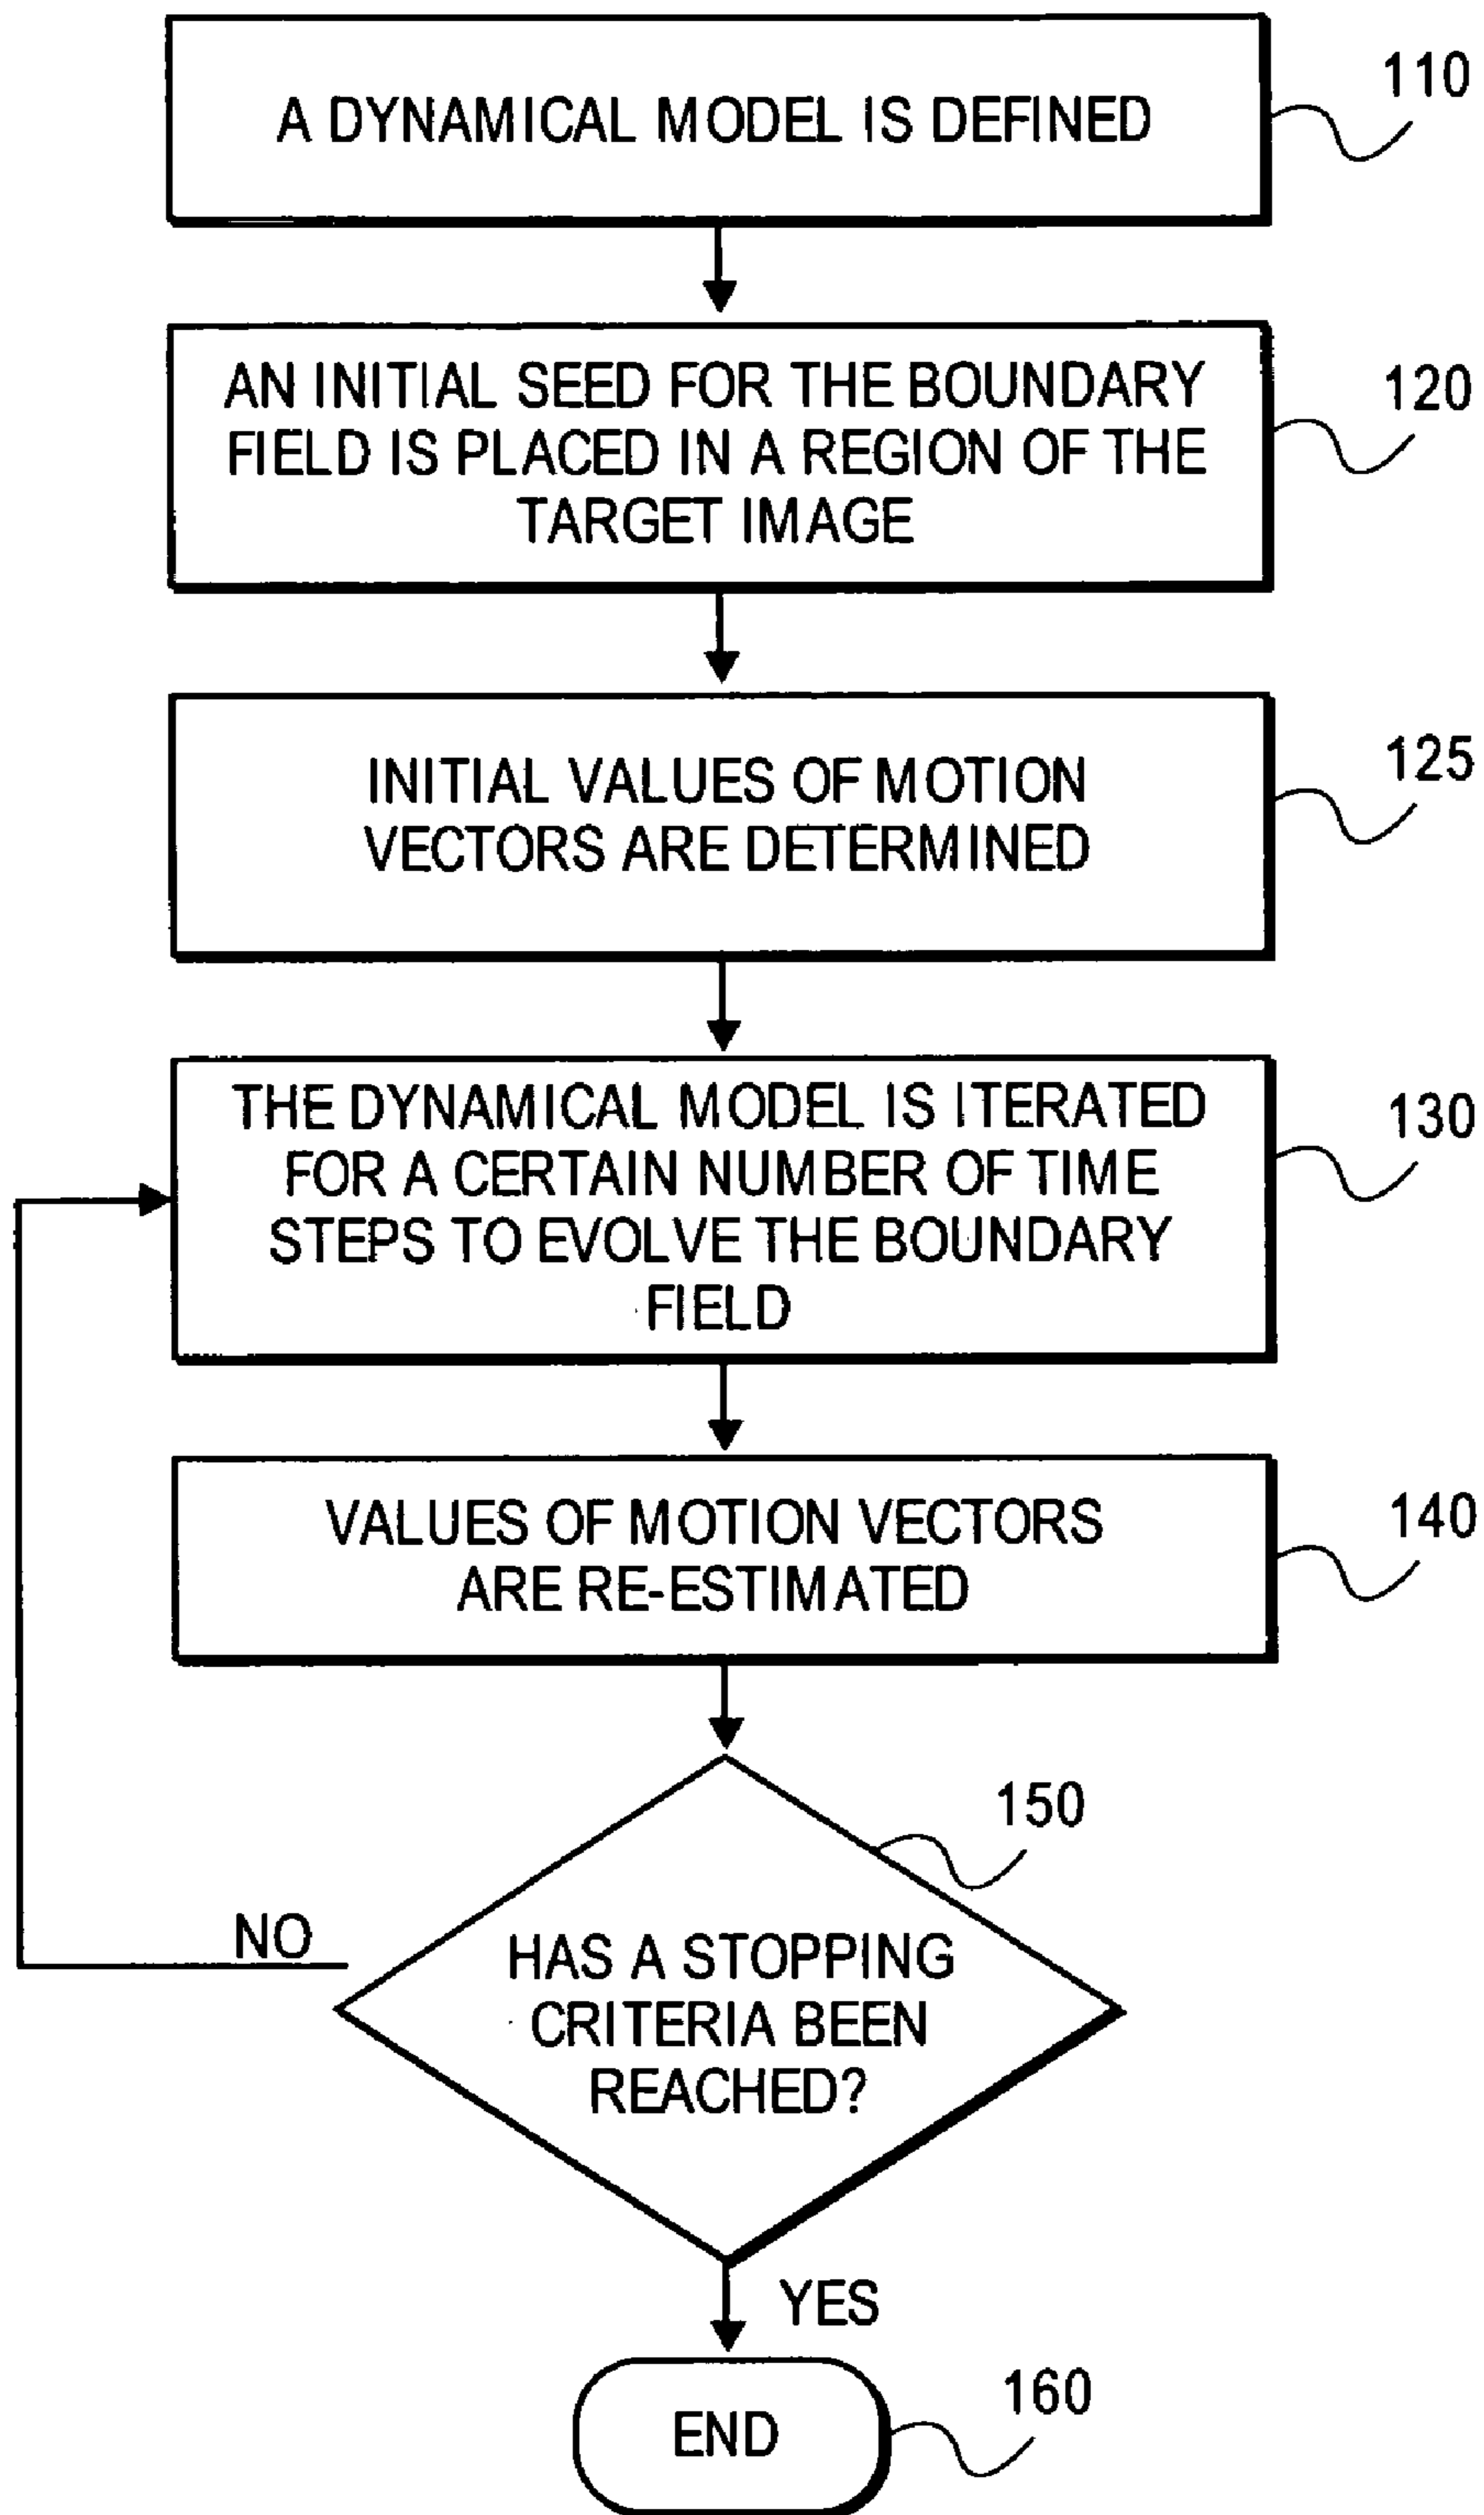 A DYNAMICAL MODEL IS DEFINED
110
AN INITIAL SEED FOR THE BOUNDARY
FIELD IS PLACED IN A REGION OF THE
TARGET IMAGE
120
INITIAL VALUES OF MOTION
VECTORS ARE DETERMINED
125
THE DYNAMICAL MODEL IS ITERATED
FOR A CERTAIN NUMBER OF TIME
STEPS TO EVOLVE THE BOUNDARY
FIELD
130
VALUES OF MOTION VECTORS
ARE RE-ESTIMATED
140
150
HAS A STOPPING
CRITERIA BEEN
REACHED?
NO
YES
END
160